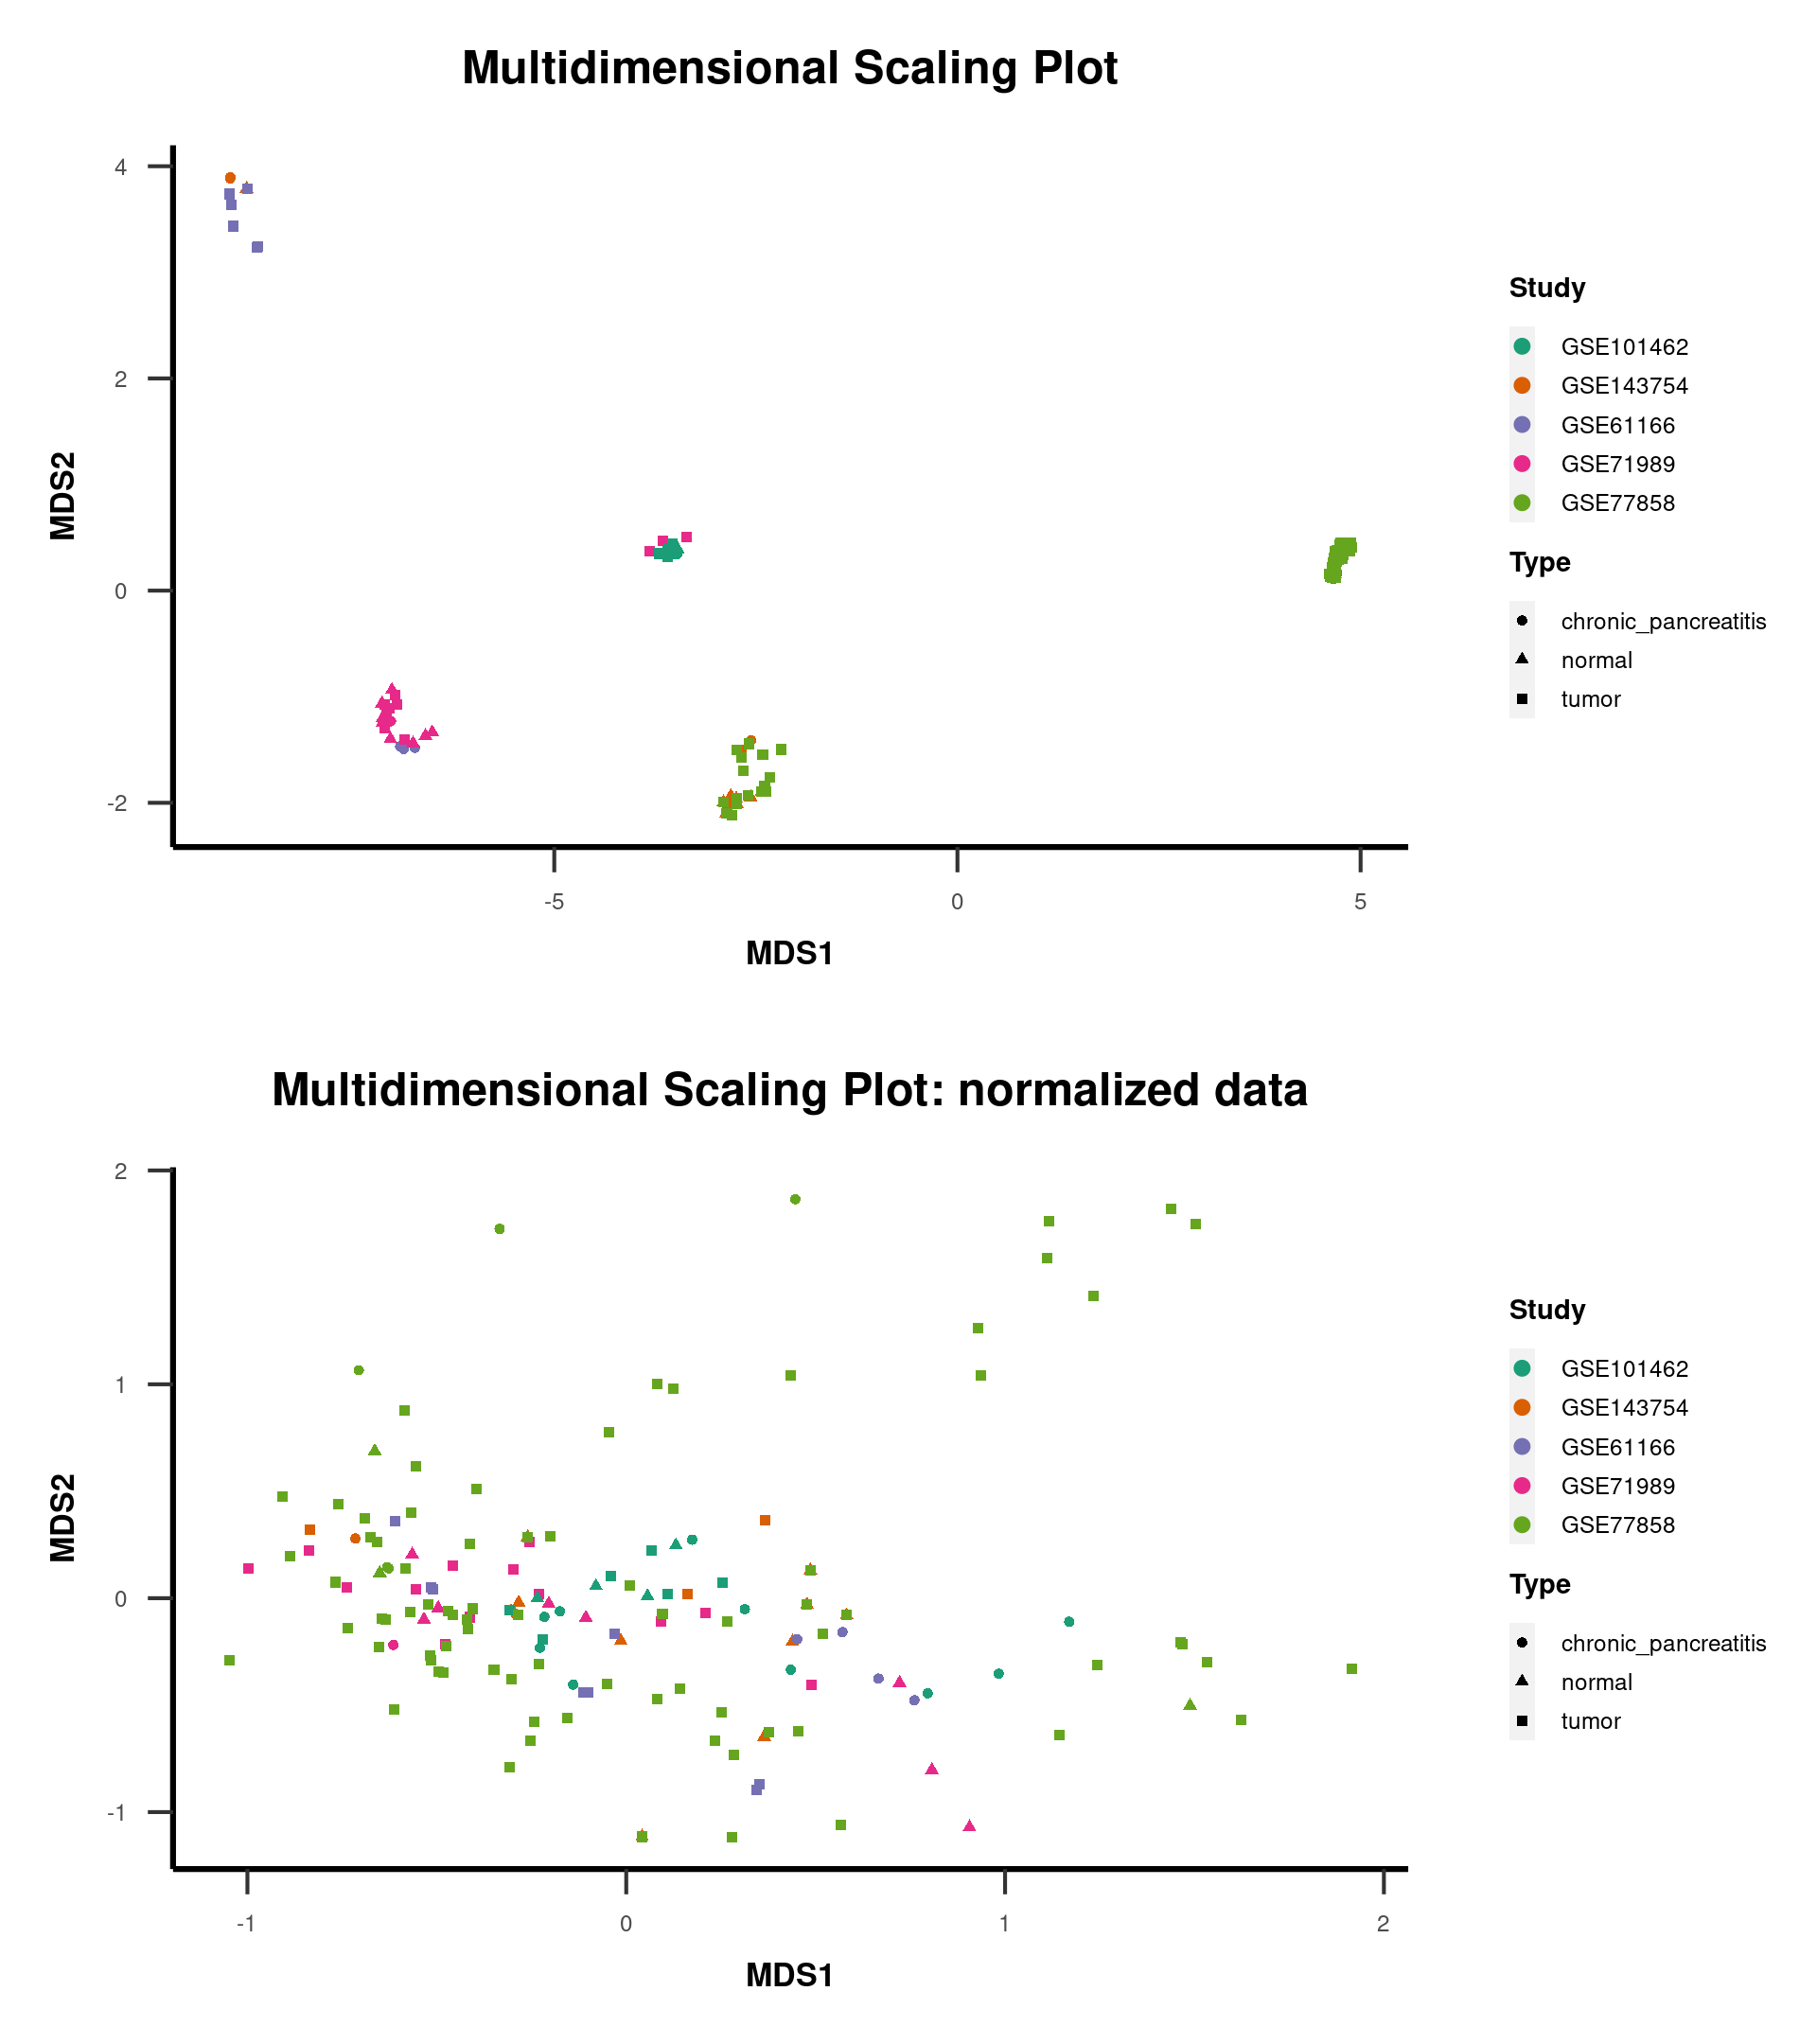 Multidimensional Scaling Plot
4
2
0
-2
MDS2
-5
0
5
MDS1
Study
GSE101462
GSE143754
GSE61166
GSE71989
GSE77858
Type
chronic_pancreatitis
normal
tumor
Multidimensional Scaling Plot: normalized data
2
1
0
-1
MDS2
-1
0
1
2
MDS1
Study
GSE101462
GSE143754
GSE61166
GSE71989
GSE77858
Type
chronic_pancreatitis
normal
tumor